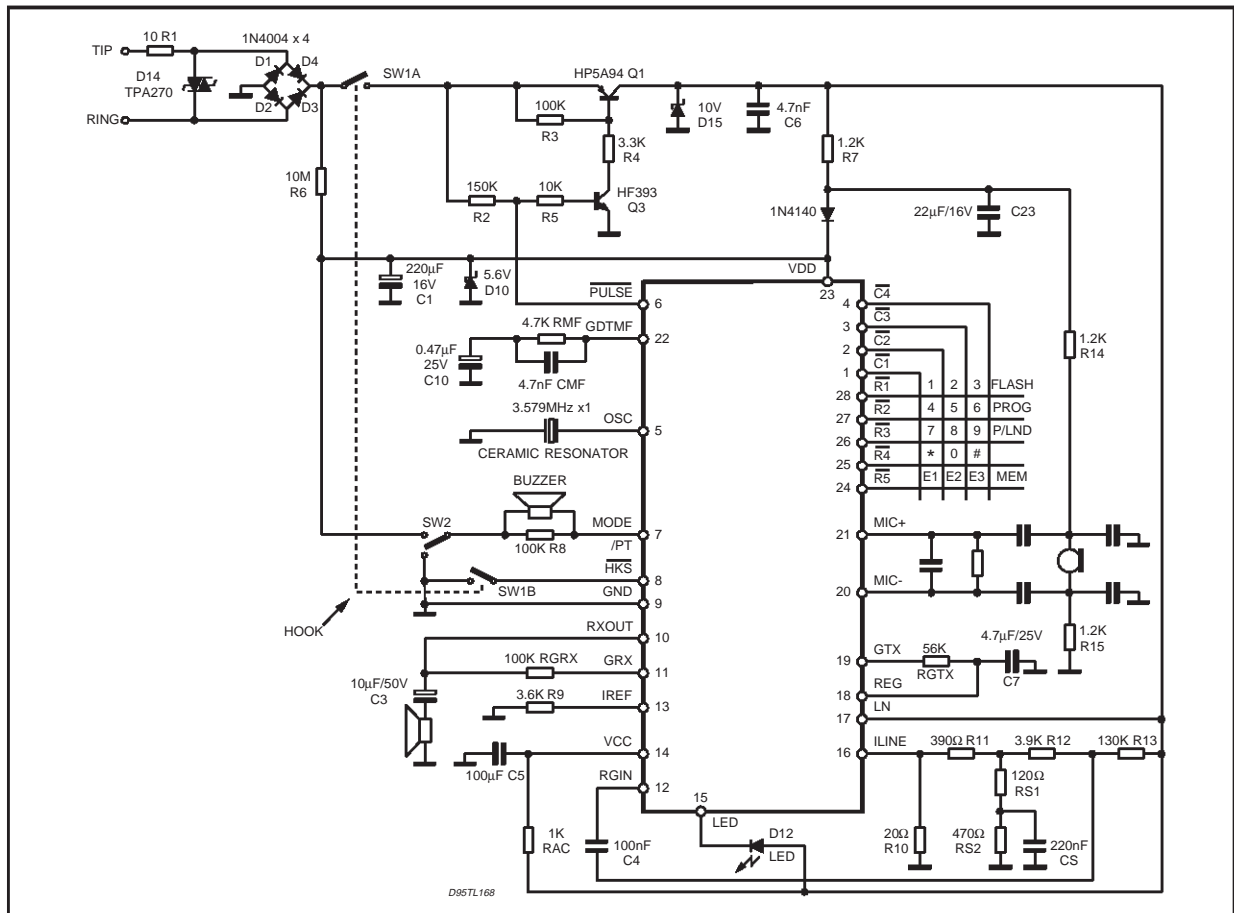 TIP
10 R1
1N4004 x 4
D14
TPA270
D1
D4
D2
D3
RING
SW1A
HP5A94 Q1
100K
R3
3.3K
R4
10V
D15
4.7nF
C6
1.2K
R7
10M
R6
150K
R2
10K
R5
HF393
Q3
1N4140
22µF/16V
C23
220µF
16V
C1
5.6V
D10
VDD
23
PULSE
6
4.7K RMF
GDTMF
22
0.47µF
25V
C10
4.7nF CMF
3.579MHz x1
OSC
5
CERAMIC RESONATOR
BUZZER
SW2
MODE
/PT
7
100K R8
HKS
8
SW1B
GND
9
HOOK
RXOUT
10
100K RGRX
GRX
11
10µF/50V
C3
3.6K R9
IREF
13
VCC
14
100µF C5
RGIN
12
15
LED
1K
RAC
100nF
C4
D12
LED
4
C4
3
C3
2
C2
1
C1
28
R1
1 2 3 FLASH
27
R2
4 5 6 PROG
26
R3
7 8 9 P/LND
25
R4
* 0 #
24
R5
E1 E2 E3 MEM
1.2K
R14
21
MIC+
20
MIC-
1.2K
R15
19
GTX
56K
RGTX
4.7µF/25V
C7
18
REG
17
LN
16
ILINE
390Ω R11
3.9K R12
130K R13
120Ω
RS1
20Ω
R10
470Ω
RS2
220nF
CS
D95TL168